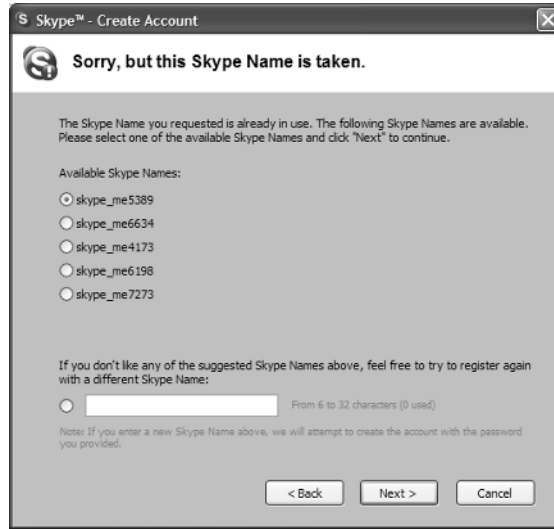 S Skype™ - Create Account
Sorry, but this Skype Name is taken.
The Skype Name you requested is already in use. The following Skype Names are available.
Please select one of the available Skype Names and click "Next" to continue.
Available Skype Names:
skype_me5389
skype_me6634
skype_me4173
skype_me6198
skype_me7273
If you don't like any of the suggested Skype Names above, feel free to try to register again
with a different Skype Name:
From 6 to 32 characters (0 used)
Note: If you enter a new Skype Name above, we will attempt to create the account with the password
you provided.
< Back Next > Cancel